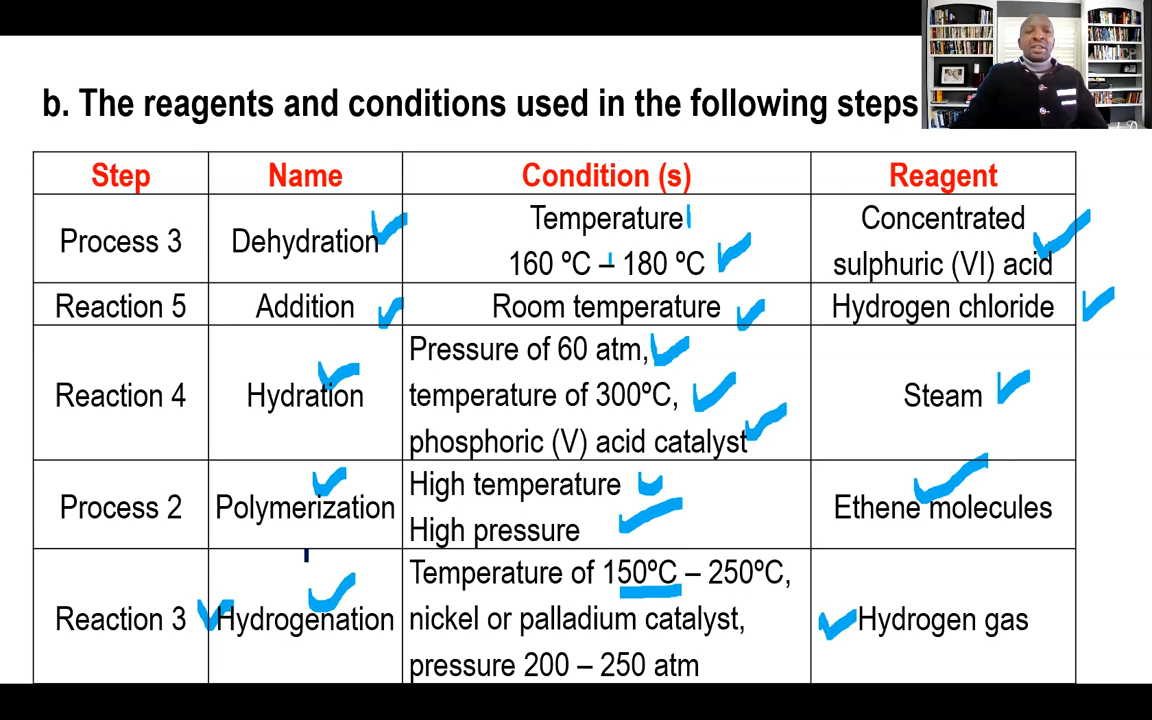 b. The reagents and conditions used in the following steps
Step Name Condition (s) Reagent
Process 3 Dehydration Temperature
160 ºC – 180 ºC Concentrated
sulphuric (VI) acid
Reaction 5 Addition Room temperature Hydrogen chloride
Reaction 4 Hydration Pressure of 60 atm,
temperature of 300ºC,
phosphoric (V) acid catalyst Steam
Process 2 Polymerization High temperature
High pressure Ethene molecules
Reaction 3 Hydrogenation Temperature of 150ºC – 250ºC,
nickel or palladium catalyst,
pressure 200 – 250 atm Hydrogen gas